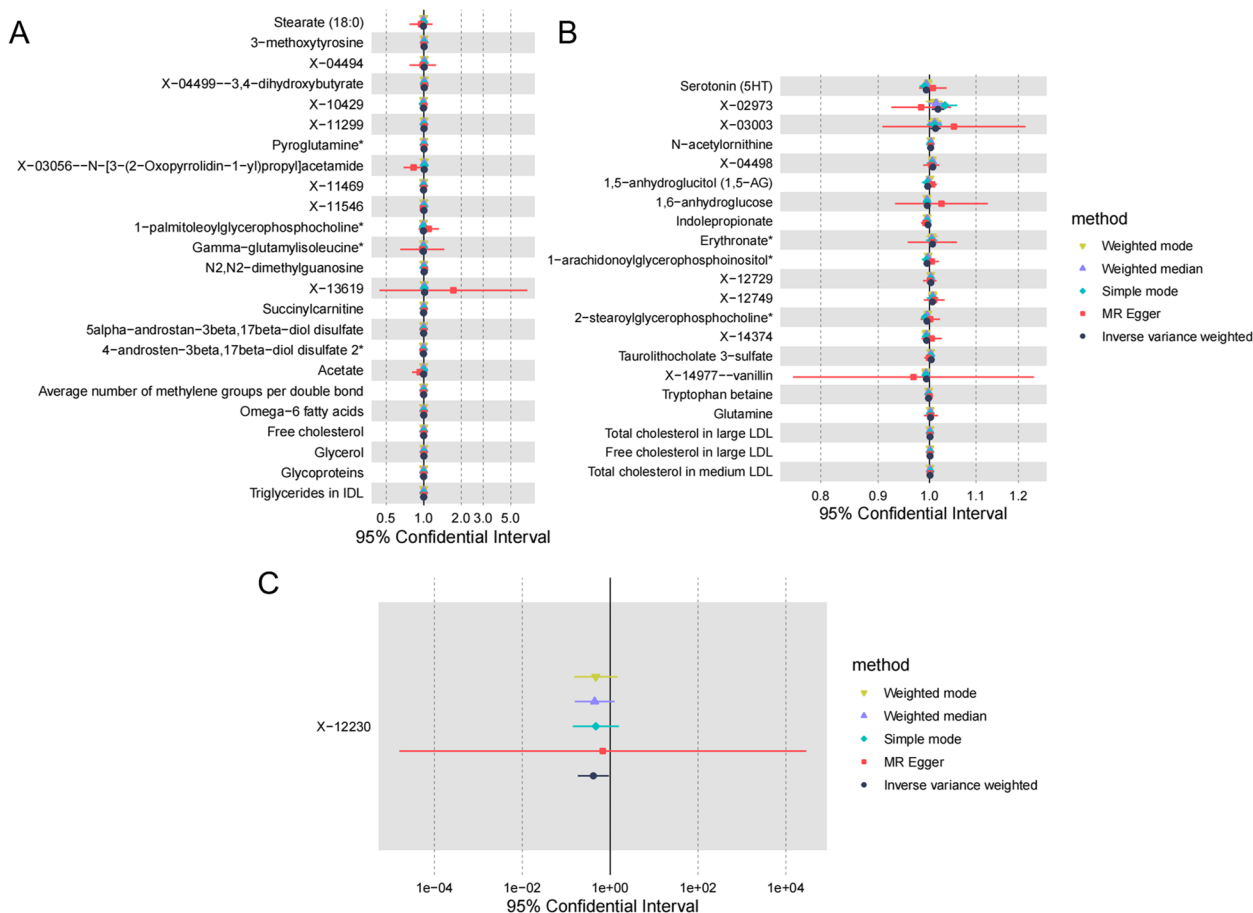 A
Stearate (18:0)
3−methoxytyrosine
X−04494
X−04499−−3,4−dihydroxybutyrate
X−10429
X−11299
Pyroglutamine*
X−03056−−N−[3−(2−Oxopyrrolidin−1−yl)propyl]acetamide
X−11469
X−11546
1−palmitoleoylglycerophosphocholine*
Gamma−glutamylisoleucine*
N2,N2−dimethylguanosine
X−13619
Succinylcarnitine
5alpha−androstan−3beta,17beta−diol disulfate
4−androsten−3beta,17beta−diol disulfate 2*
Acetate
Average number of methylene groups per double bond
Omega−6 fatty acids
Free cholesterol
Glycerol
Glycoproteins
Triglycerides in IDL
0.5 1.0 2.0 3.0 5.0
95% Confidential Interval
B
Serotonin (5HT)
X−02973
X−03003
N−acetylornithine
X−04498
1,5−anhydroglucitol (1,5−AG)
1,6−anhydroglucose
Indolepropionate
Erythronate*
1−arachidonoylglycerophosphoinositol*
X−12729
X−12749
2−stearoylglycerophosphocholine*
X−14374
Taurolithocholate 3−sulfate
X−14977−−vanillin
Tryptophan betaine
Glutamine
Total cholesterol in large LDL
Free cholesterol in large LDL
Total cholesterol in medium LDL
0.8 0.9 1.0 1.1 1.2
95% Confidential Interval
method
Weighted mode
Weighted median
Simple mode
MR Egger
Inverse variance weighted
C
X−12230
1e−04 1e−02 1e+00 1e+02 1e+04
95% Confidential Interval
method
Weighted mode
Weighted median
Simple mode
MR Egger
Inverse variance weighted